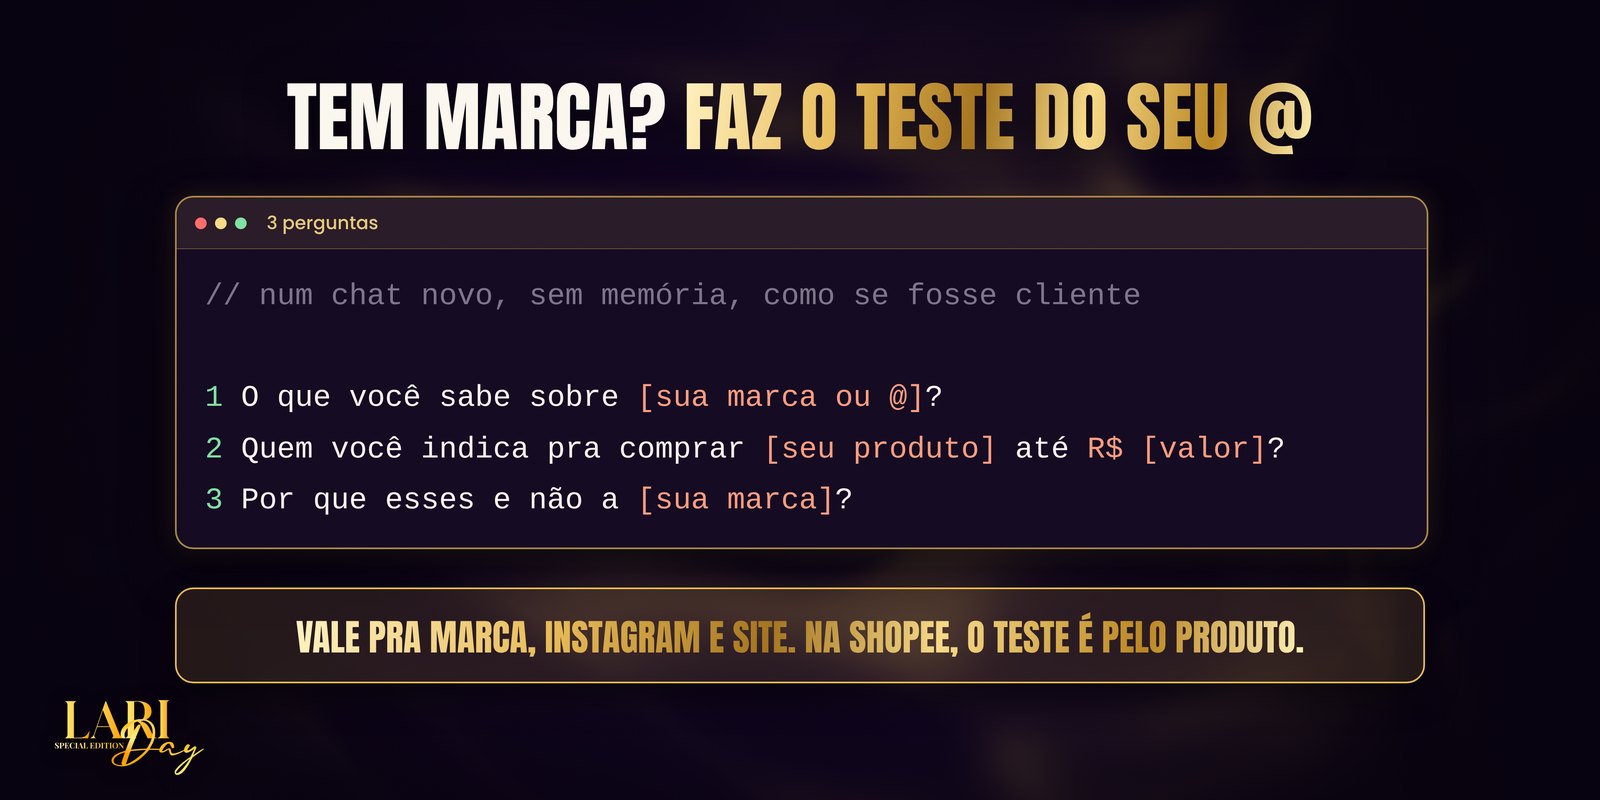 TEM MARCA? FAZ O TESTE DO SEU @
3 perguntas
// num chat novo, sem memória, como se fosse cliente
1 O que você sabe sobre [sua marca ou @]?
2 Quem você indica pra comprar [seu produto] até R$ [valor]?
3 Por que esses e não a [sua marca]?
VALE PRA MARCA, INSTAGRAM E SITE. NA SHOPEE, O TESTE É PELO PRODUTO.
LARI
SPECIAL EDITION Day